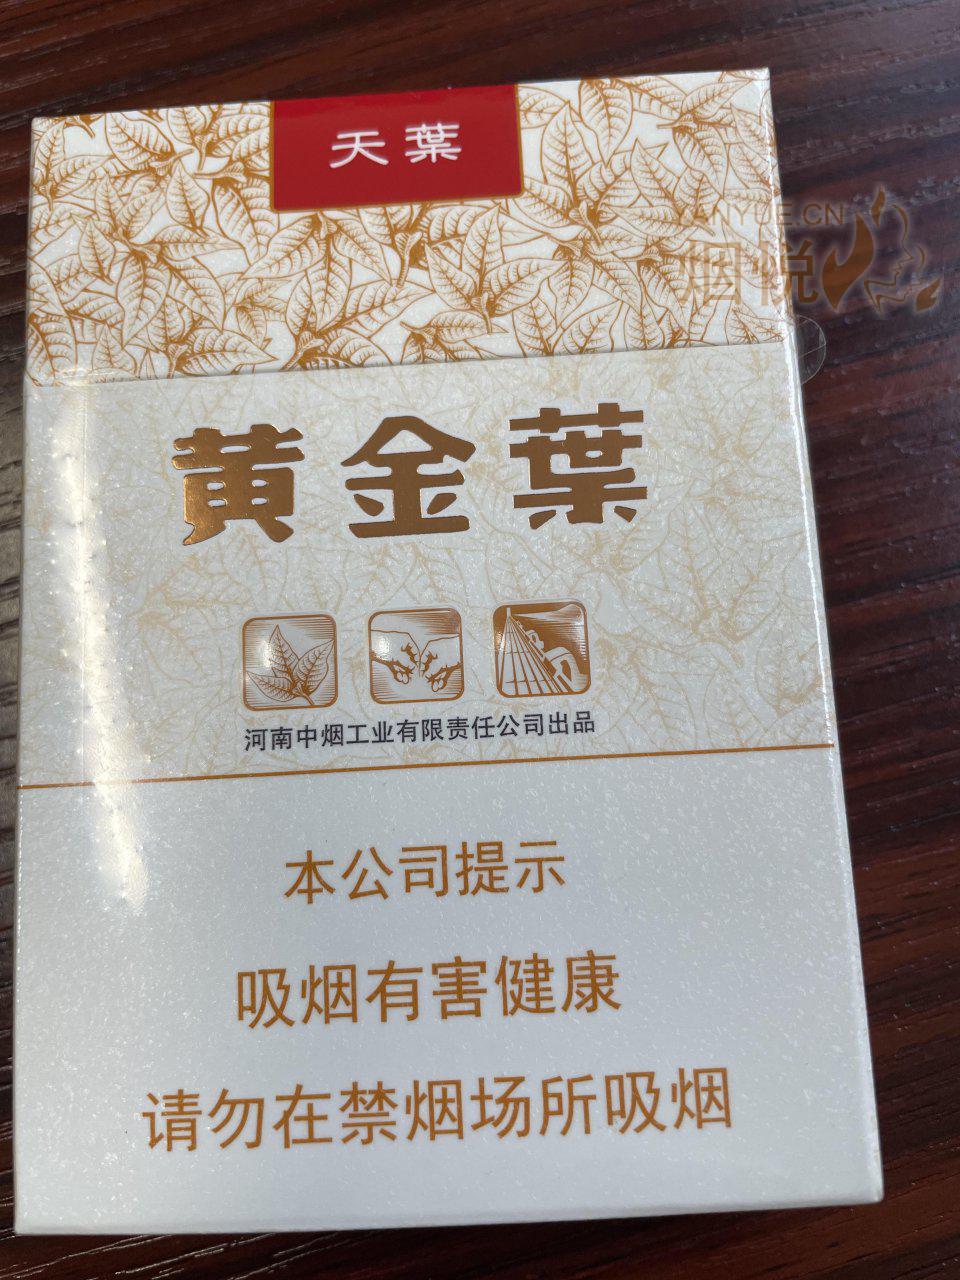 天葉
YANYUE.CN
烟悦
黄金葉
河南中烟工业有限责任公司出品
本公司提示
吸烟有害健康
请勿在禁烟场所吸烟